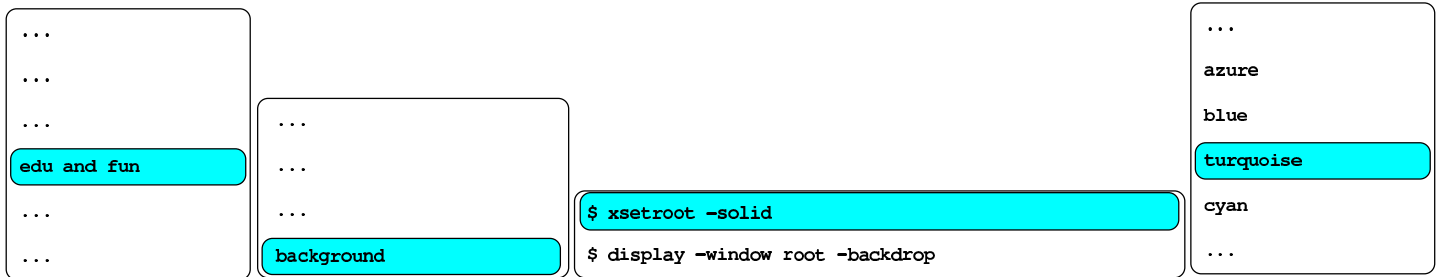 ...
...
...
edu and fun
...
...
...
...
...
background
$ xsetroot -solid
$ display -window root -backdrop
...
azure
blue
turquoise
cyan
...